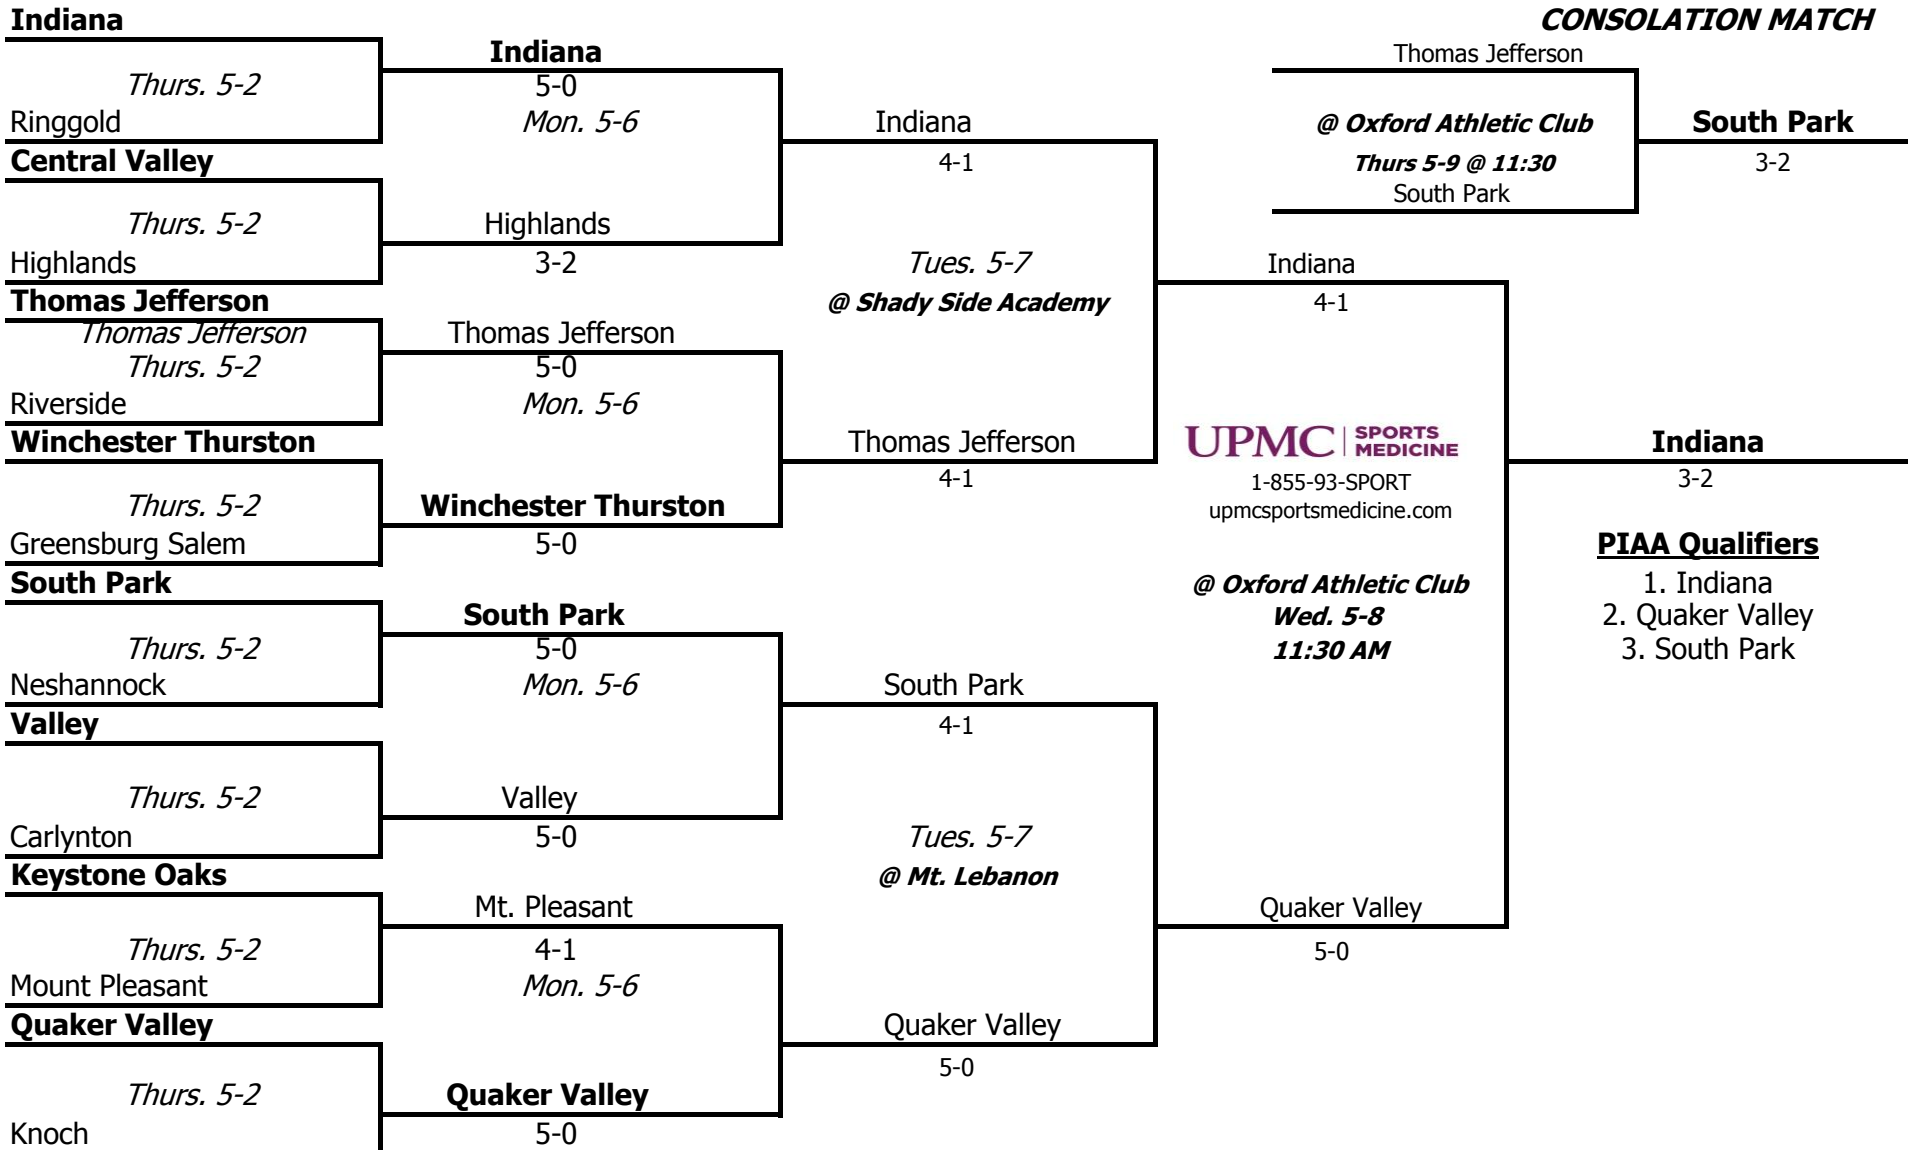 Indiana
Thurs. 5-2
Ringgold
Central Valley
Thurs. 5-2
Highlands
Thomas Jefferson
Thomas Jefferson
Thurs. 5-2
Riverside
Winchester Thurston
Thurs. 5-2
Greensburg Salem
South Park
Thurs. 5-2
Neshannock
Valley
Thurs. 5-2
Carlynton
Keystone Oaks
Thurs. 5-2
Mount Pleasant
Quaker Valley
Thurs. 5-2
Knoch
Indiana
5-0
Mon. 5-6
Highlands
3-2
Thomas Jefferson
5-0
Mon. 5-6
Winchester Thurston
5-0
South Park
5-0
Mon. 5-6
Valley
5-0
Mt. Pleasant
4-1
Mon. 5-6
Quaker Valley
5-0
Indiana
4-1
Tues. 5-7
@ Shady Side Academy
Thomas Jefferson
4-1
South Park
4-1
Tues. 5-7
@ Mt. Lebanon
Quaker Valley
5-0
Indiana
4-1
UPMC SPORTS MEDICINE
1-855-93-SPORT
upmcsportsmedicine.com
@ Oxford Athletic Club
Wed. 5-8
11:30 AM
Quaker Valley
5-0
CONSOLATION MATCH
Thomas Jefferson
@ Oxford Athletic Club
Thurs 5-9 @ 11:30
South Park
South Park
3-2
Indiana
3-2
PIAA Qualifiers
1. Indiana
2. Quaker Valley
3. South Park